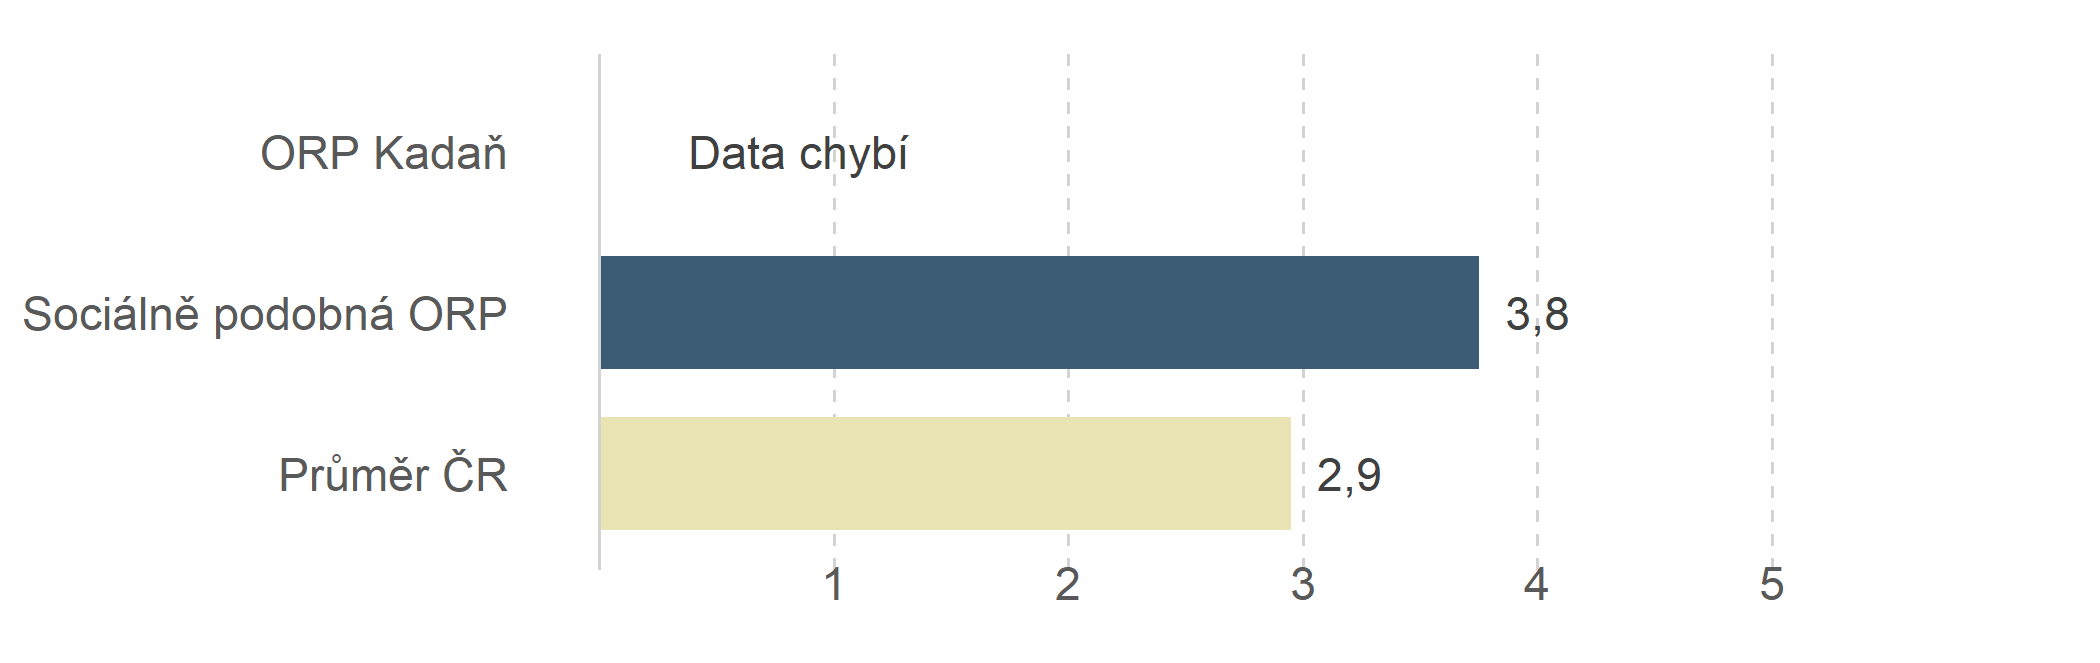 ORP Kadaň Data chybí
Sociálně podobná ORP 3,8
Průměr ČR 2,9
1 2 3 4 5